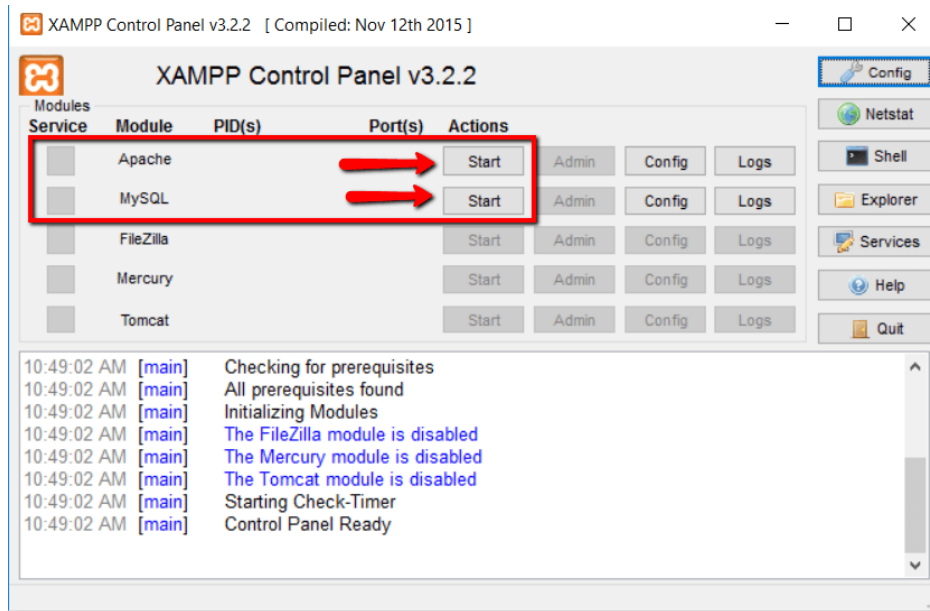 XAMPP Control Panel v3.2.2 [ Compiled: Nov 12th 2015 ]
XAMPP Control Panel v3.2.2
Config
Modules
Netstat
Service Module PID(s) Port(s) Actions
Apache Start Admin Config Logs
Shell
MySQL Start Admin Config Logs
Explorer
FileZilla Start Admin Config Logs
Services
Mercury Start Admin Config Logs
Help
Tomcat Start Admin Config Logs
Quit
10:49:02 AM [main] Checking for prerequisites
10:49:02 AM [main] All prerequisites found
10:49:02 AM [main] Initializing Modules
10:49:02 AM [main] The FileZilla module is disabled
10:49:02 AM [main] The Mercury module is disabled
10:49:02 AM [main] The Tomcat module is disabled
10:49:02 AM [main] Starting Check-Timer
10:49:02 AM [main] Control Panel Ready